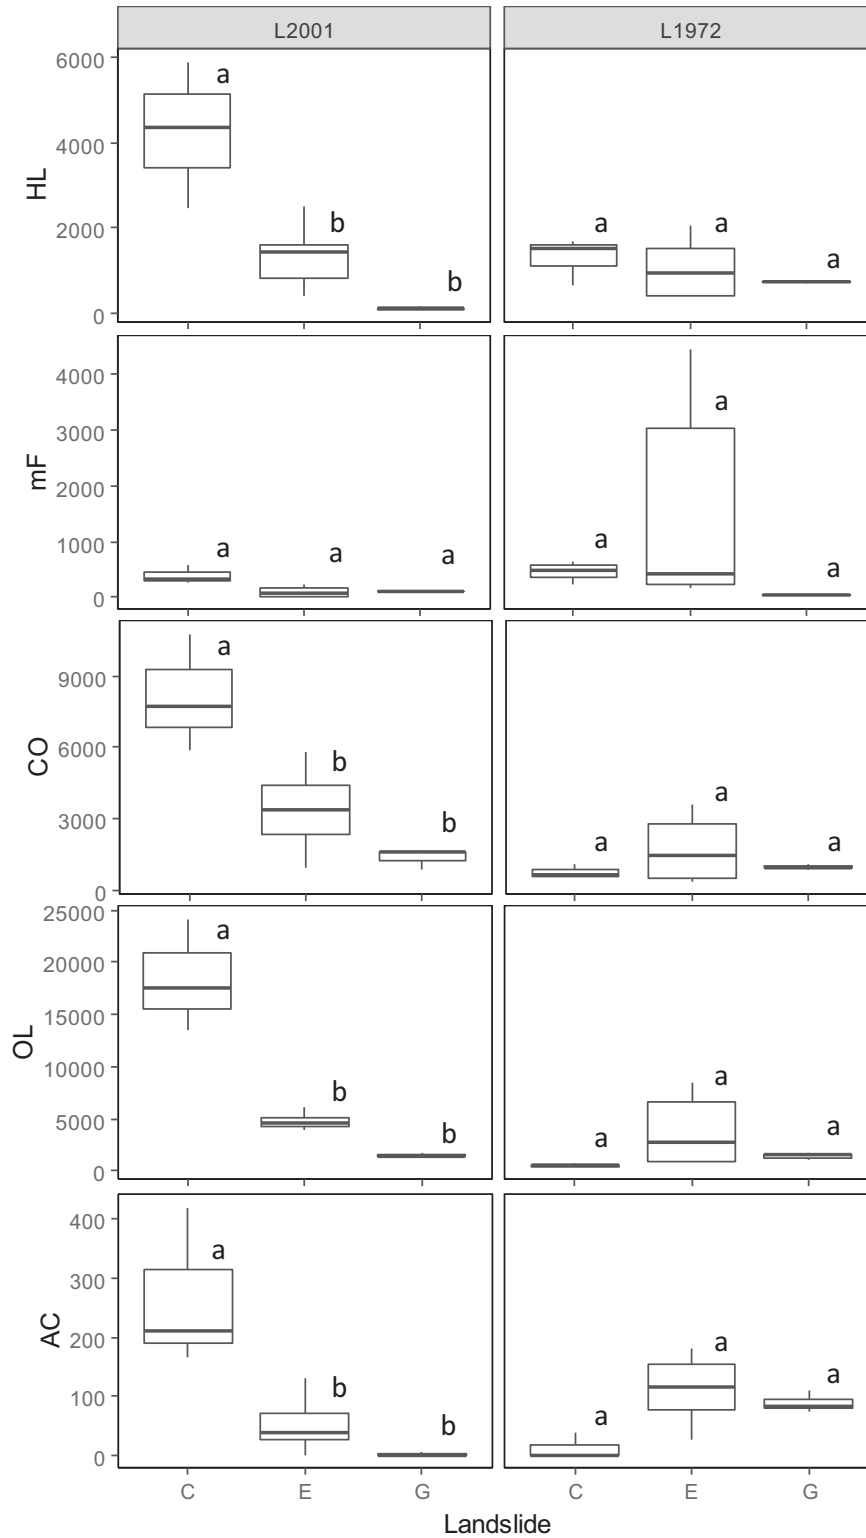 L2001 L1972
HL
6000
4000
2000
0
a b b a a a
mF
4000
3000
2000
1000
0
a a a a a a
CO
9000
6000
3000
0
a b b a a a
OL
25000
20000
15000
10000
5000
0
a b b a a a
AC
400
300
200
100
0
a b b a a a
C E G C E G
Landslide